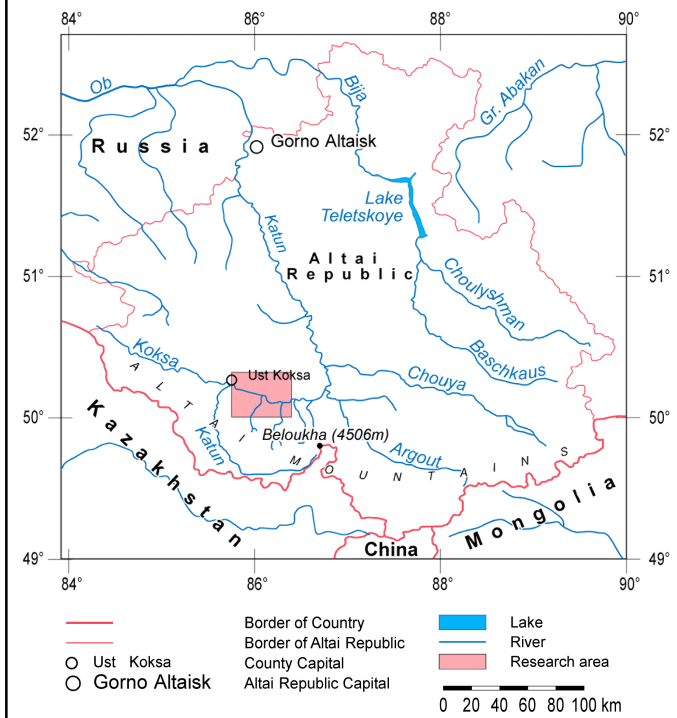 84° 86° 88° 90°
Ob
Bija
Gr. Abakan
52° 52°
Russia
Gorno Altaisk
Lake
Teletskoye
Katun
Altai
Republic
51° 51°
Choulyshman
Baschkaus
Koksa
Ust Koksa
Chouya
50° 50°
Kazakhstan
Katun
Beloukha (4506m)
Argout
ALTAI MOUNTAINS
Mongolia
China
49° 49°
84° 86° 88° 90°
Border of Country
Border of Altai Republic
Ust Koksa County Capital
Gorno Altaisk Altai Republic Capital
Lake
River
Research area
0 20 40 60 80 100 km